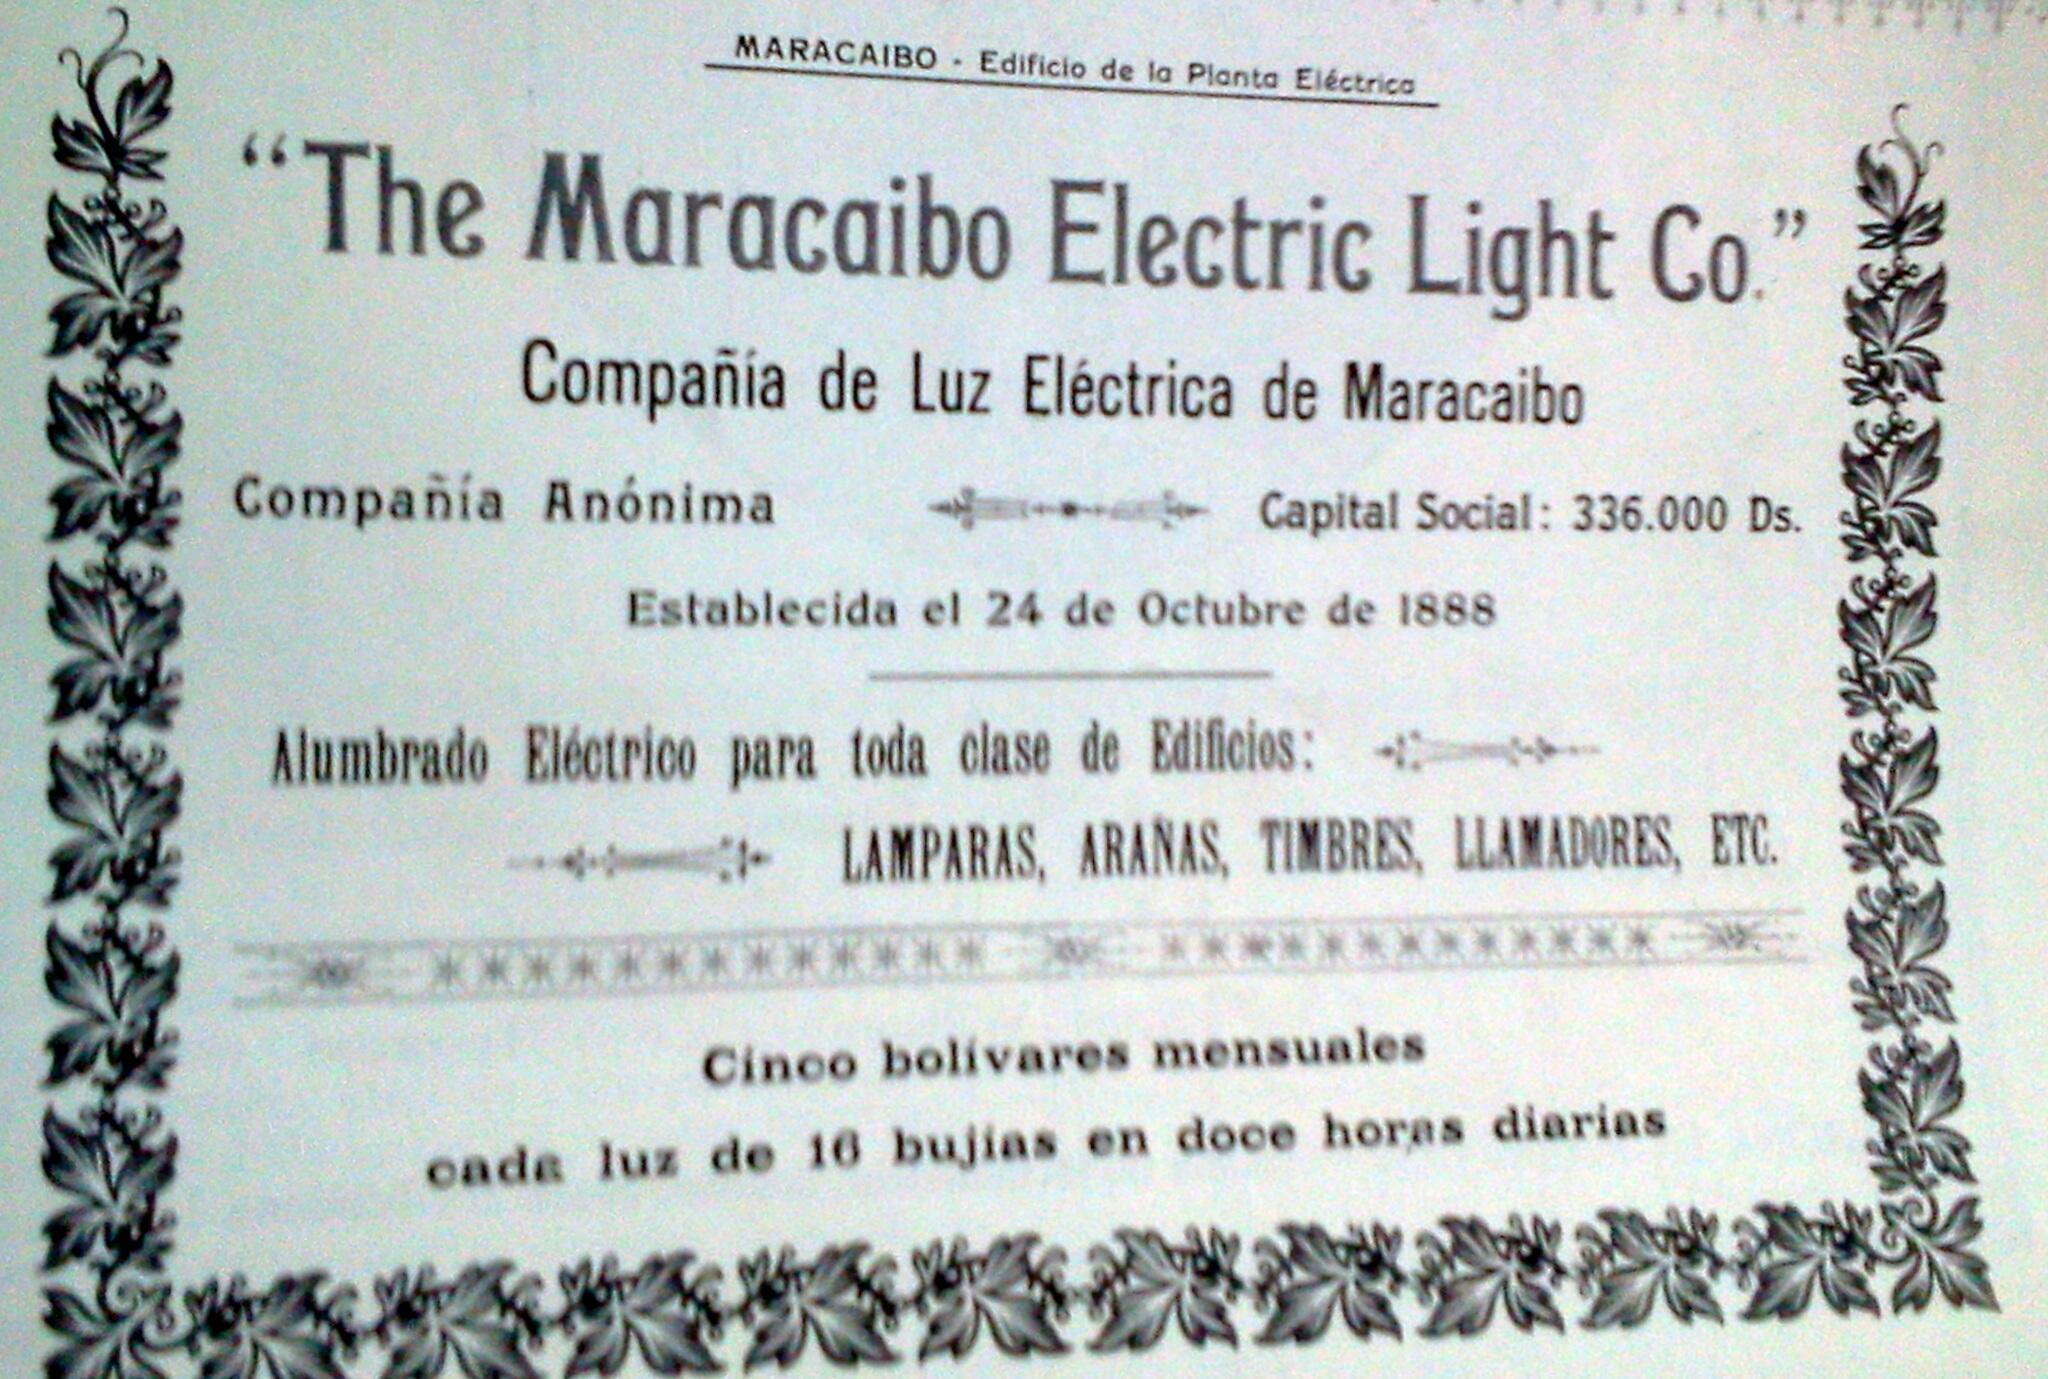 MARACAIBO - Edificio de la Planta Eléctrica
“The Maracaibo Electric Light Co.”
Compañía de Luz Eléctrica de Maracaibo
Compañía Anónima Capital Social: 336.000 Ds.
Establecida el 24 de Octubre de 1888
Alumbrado Eléctrico para toda clase de Edificios:
LAMPARAS, ARAÑAS, TIMBRES, LLAMADORES, ETC.
Cinco bolívares mensuales
cada luz de 16 bujías en doce horas diarias